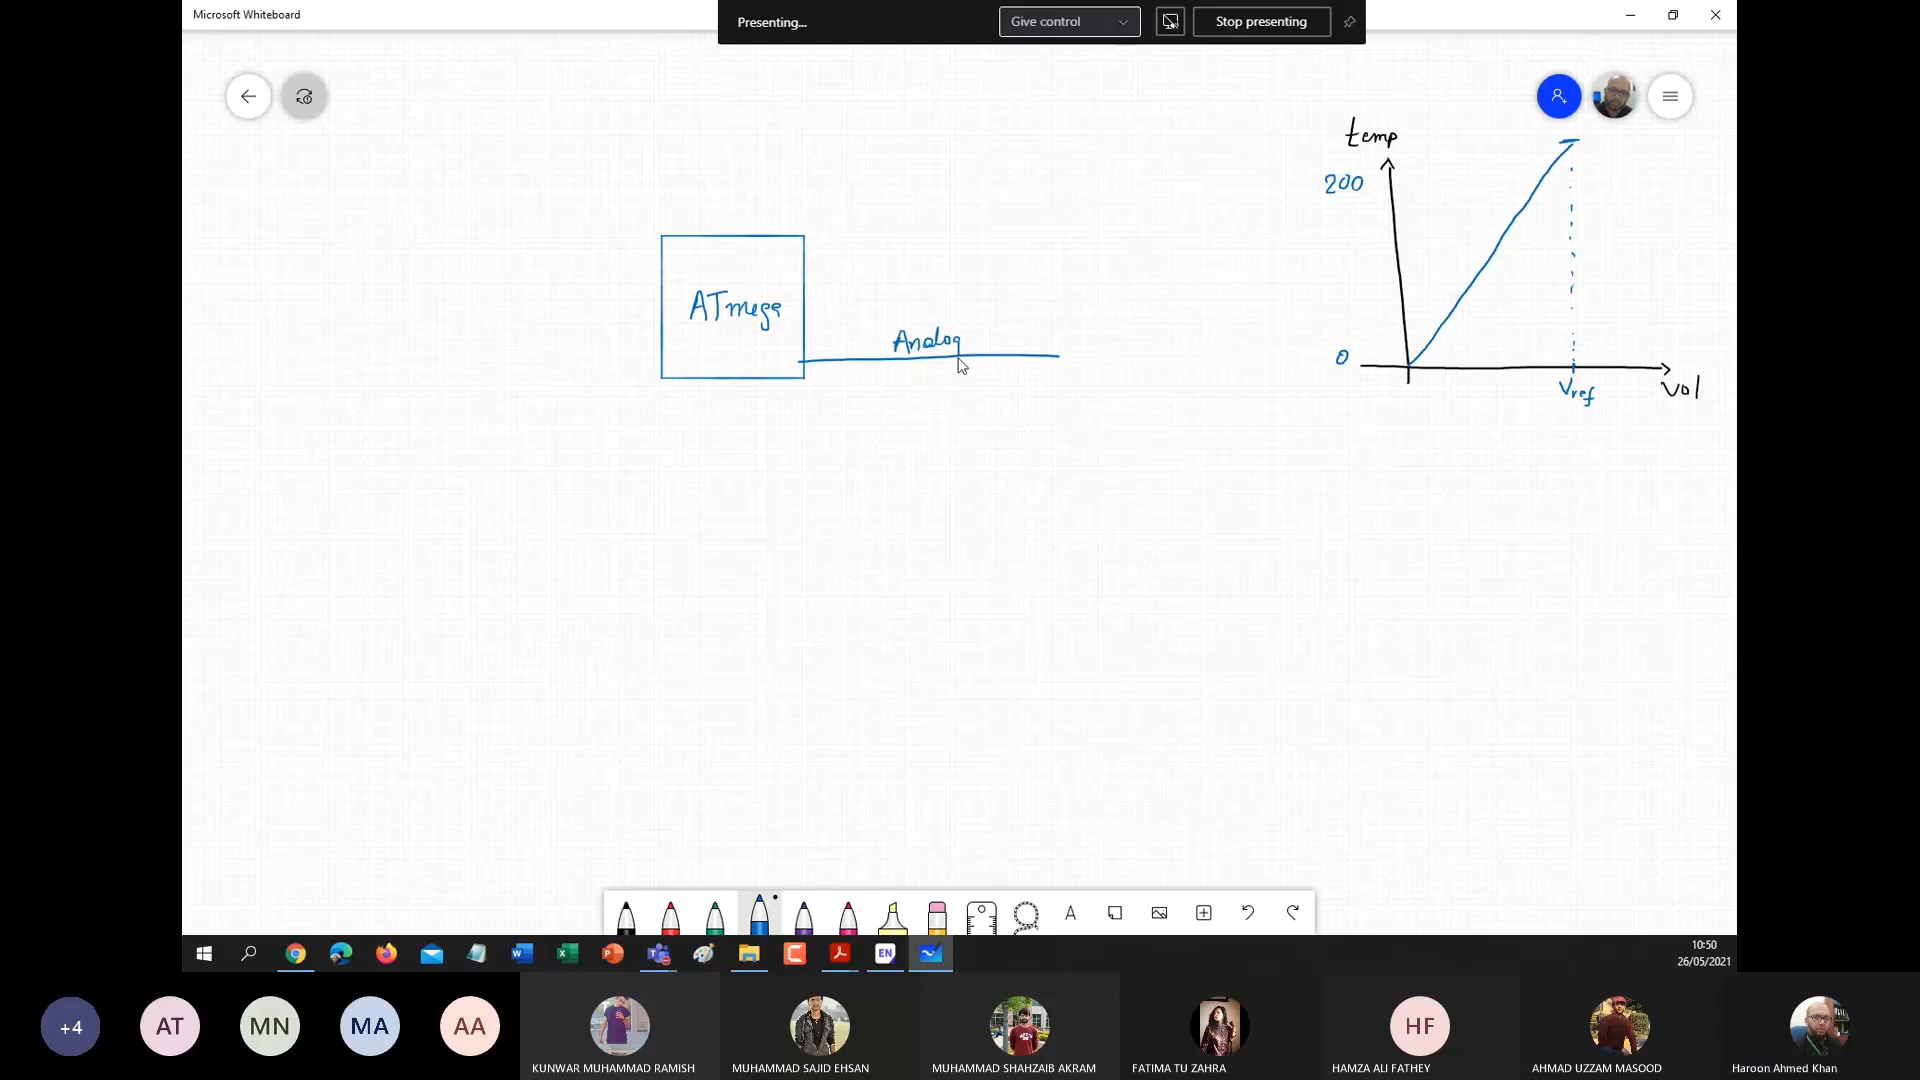 Microsoft Whiteboard
Presenting...
Give control
Stop presenting
temp
200
ATmega
Analog
0
Vref
Vol
A
W
X
P
EN
10:50
26/05/2021
+4
AT
MN
MA
AA
HF
KUNWAR MUHAMMAD RAMISH
MUHAMMAD SAJID EHSAN
MUHAMMAD SHAHZAIB AKRAM
FATIMA TU ZAHRA
HAMZA ALI FATHEY
AHMAD UZZAM MASOOD
Haroon Ahmed Khan